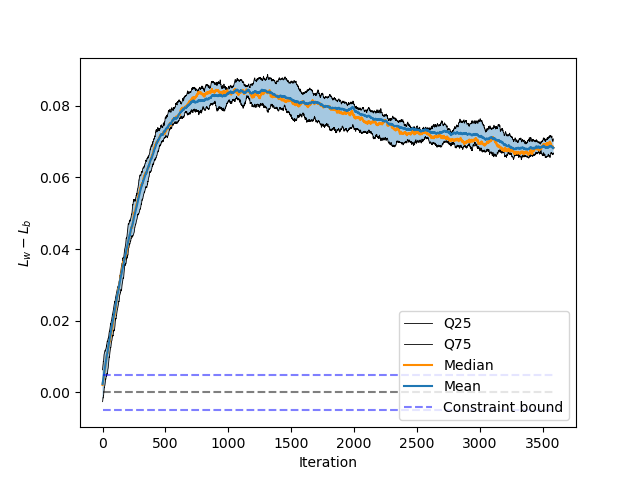 0.08
0.06
0.04
0.02
0.00
L_w − L_b
0 500 1000 1500 2000 2500 3000 3500
Iteration
Q25
Q75
Median
Mean
Constraint bound